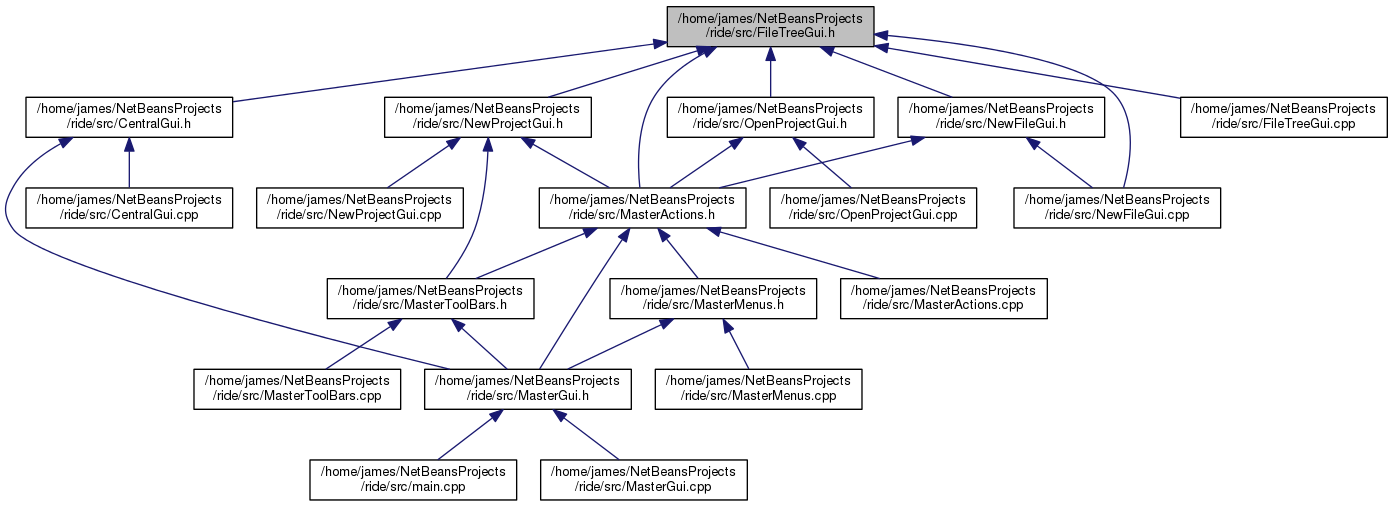 /home/james/NetBeansProjects
/ride/src/FileTreeGui.h
/home/james/NetBeansProjects
/ride/src/CentralGui.h
/home/james/NetBeansProjects
/ride/src/NewProjectGui.h
/home/james/NetBeansProjects
/ride/src/OpenProjectGui.h
/home/james/NetBeansProjects
/ride/src/NewFileGui.h
/home/james/NetBeansProjects
/ride/src/FileTreeGui.cpp
/home/james/NetBeansProjects
/ride/src/CentralGui.cpp
/home/james/NetBeansProjects
/ride/src/NewProjectGui.cpp
/home/james/NetBeansProjects
/ride/src/MasterActions.h
/home/james/NetBeansProjects
/ride/src/OpenProjectGui.cpp
/home/james/NetBeansProjects
/ride/src/NewFileGui.cpp
/home/james/NetBeansProjects
/ride/src/MasterToolBars.h
/home/james/NetBeansProjects
/ride/src/MasterMenus.h
/home/james/NetBeansProjects
/ride/src/MasterActions.cpp
/home/james/NetBeansProjects
/ride/src/MasterToolBars.cpp
/home/james/NetBeansProjects
/ride/src/MasterGui.h
/home/james/NetBeansProjects
/ride/src/MasterMenus.cpp
/home/james/NetBeansProjects
/ride/src/main.cpp
/home/james/NetBeansProjects
/ride/src/MasterGui.cpp